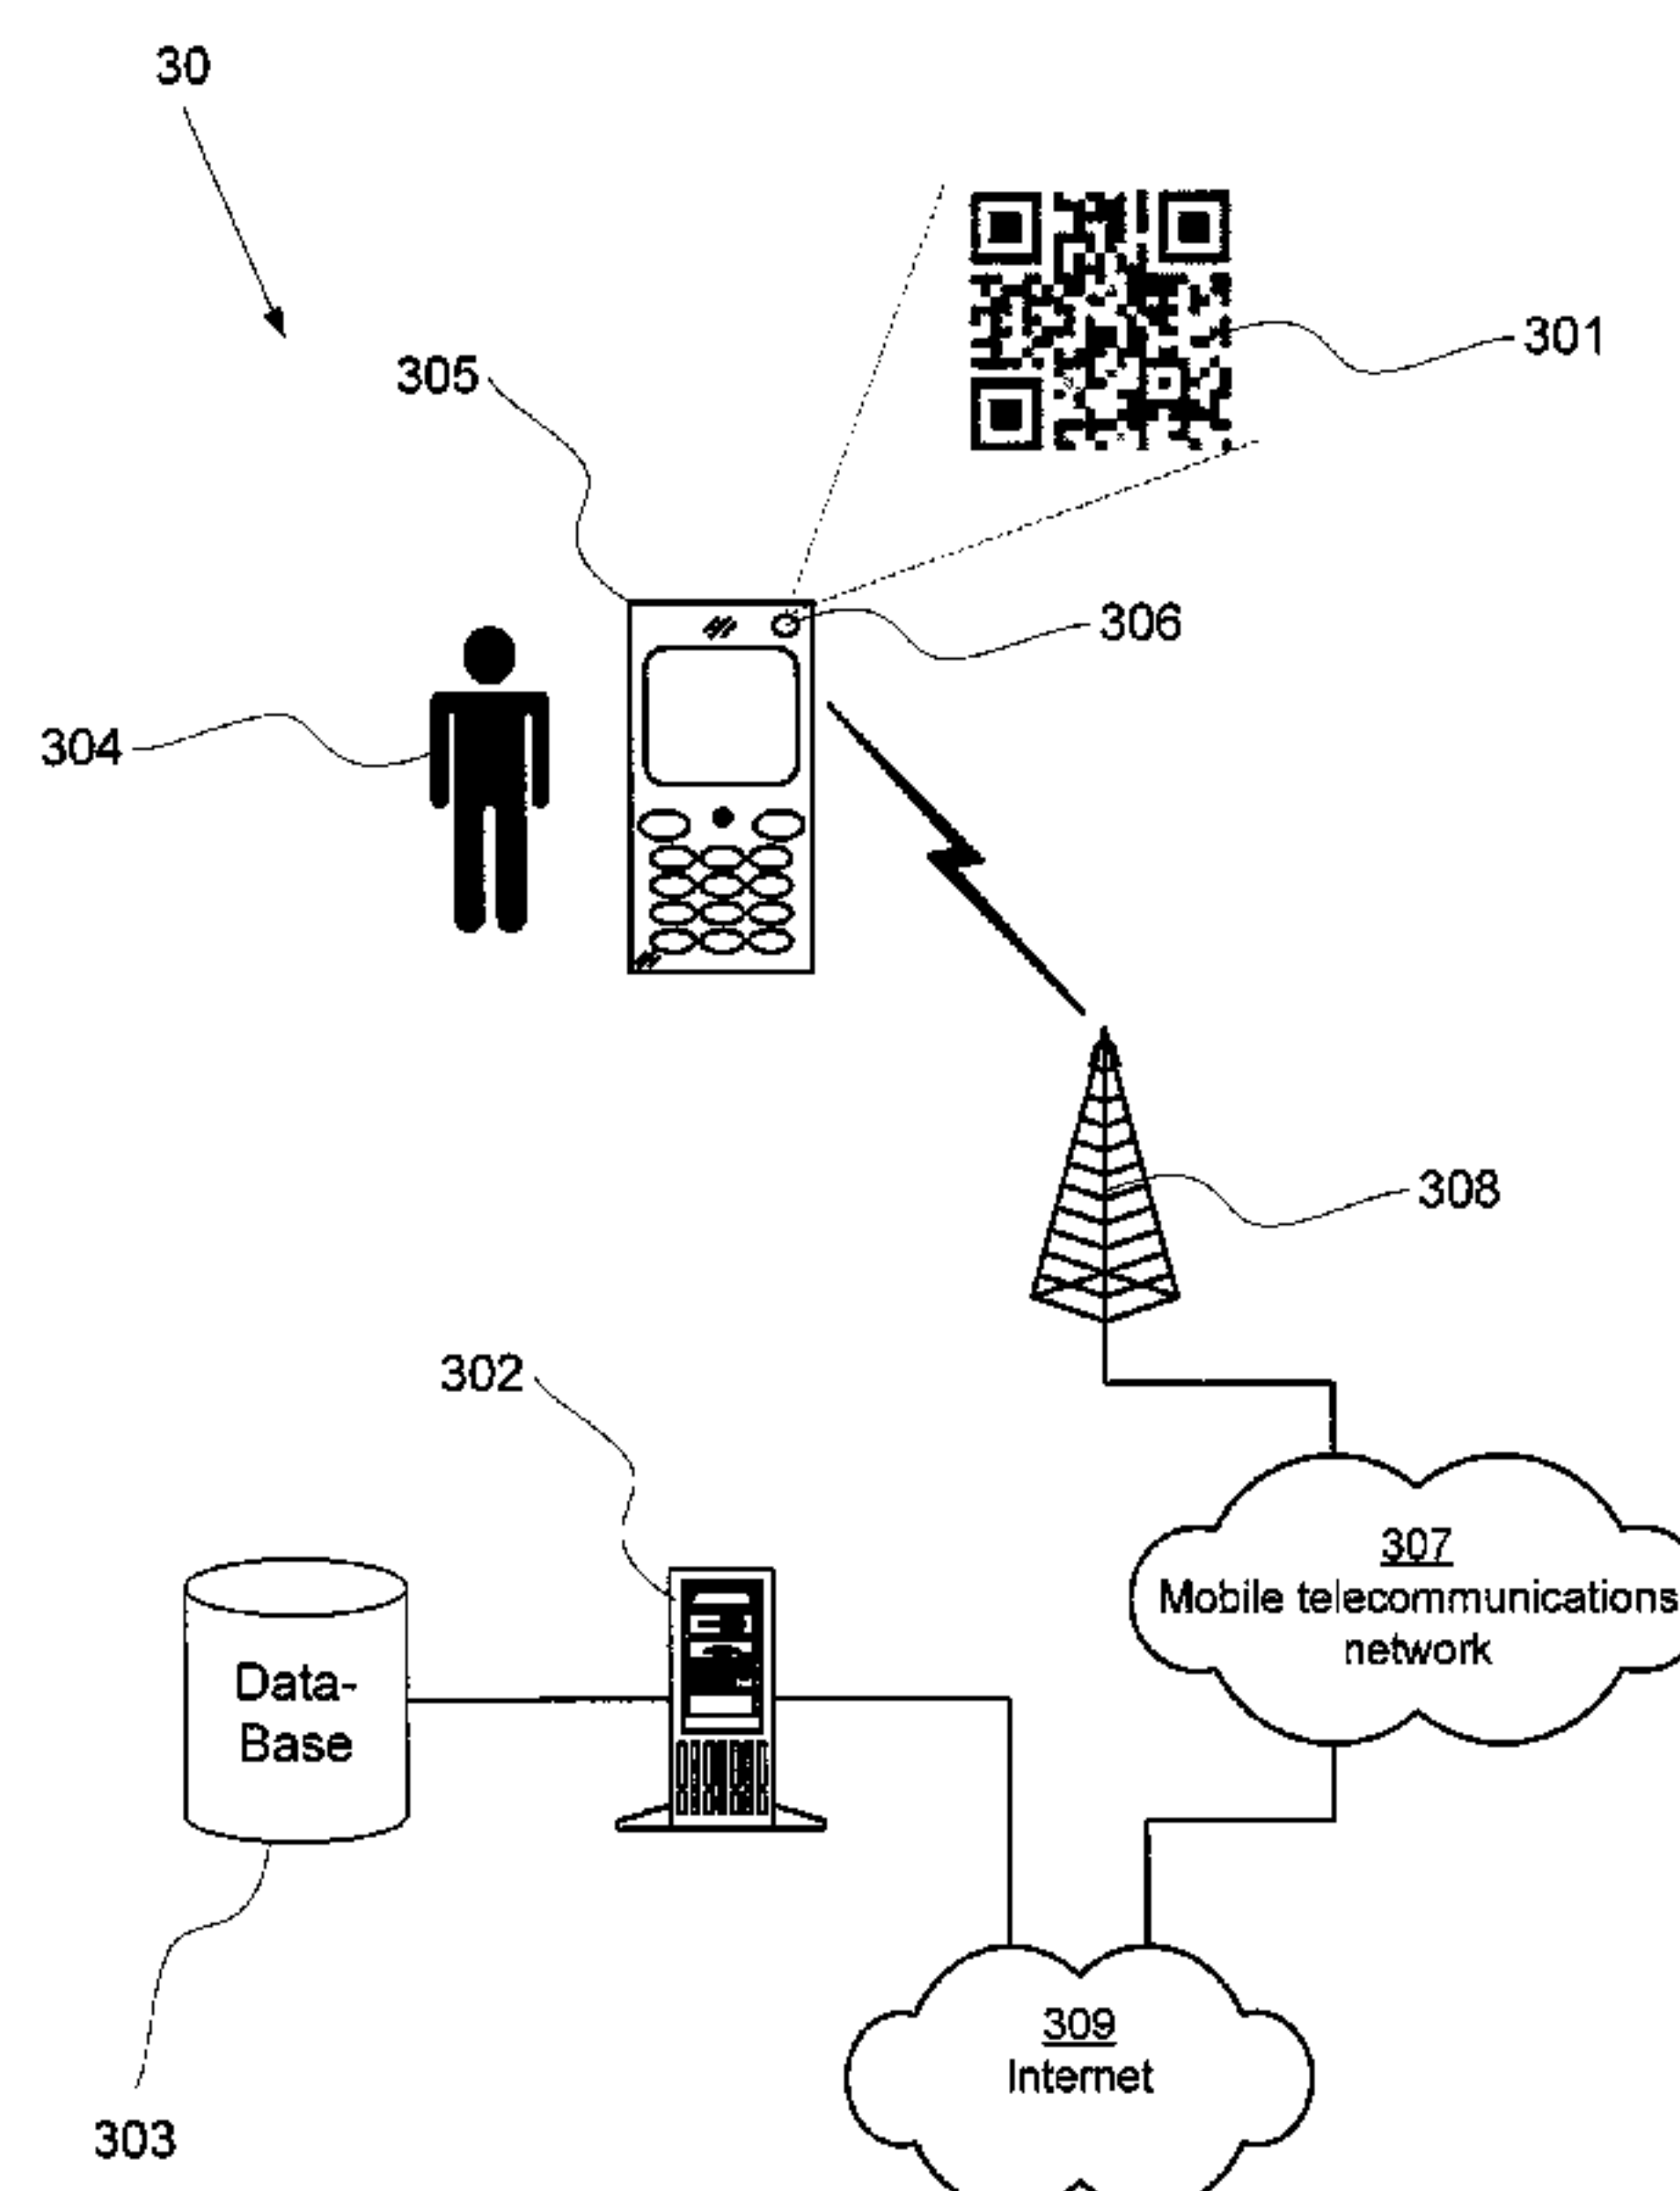 30
301
305
306
304
308
302
307
Mobile telecommunications
network
Data-
Base
309
Internet
303